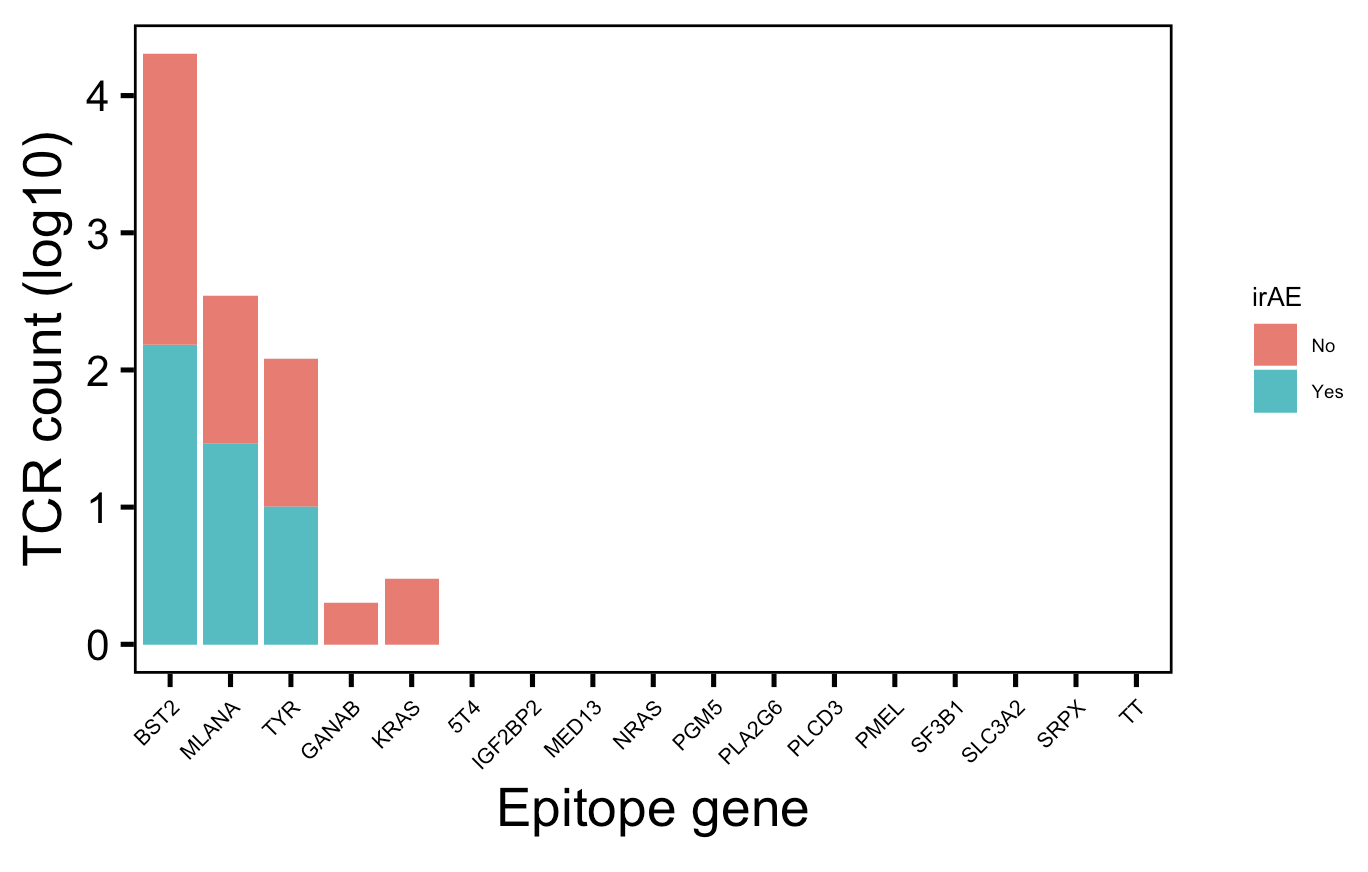 TCR count (log10)
4
3
2
1
0
BST2
MLANA
TYR
GANAB
KRAS
5T4
IGF2BP2
MED13
NRAS
PGM5
PLA2G6
PLCD3
PMEL
SF3B1
SLC3A2
SRPX
TT
Epitope gene
irAE
No
Yes